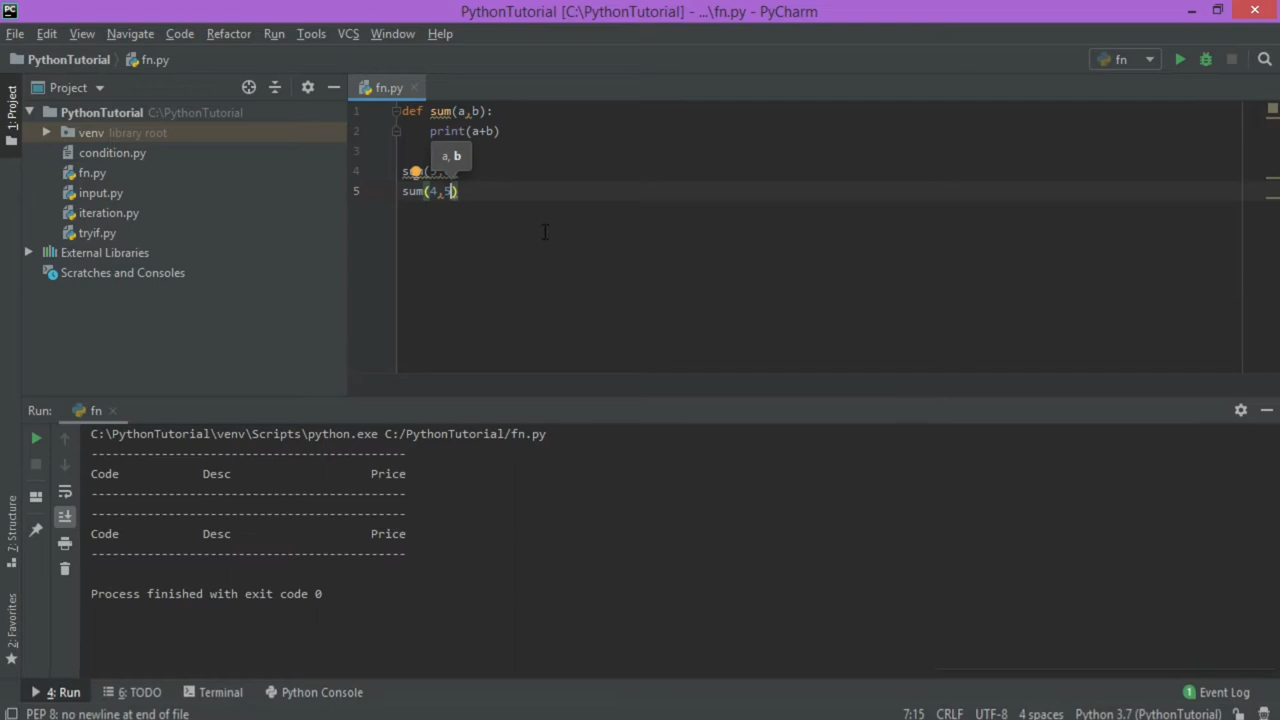 PC PythonTutorial [C:\PythonTutorial] - ...\fn.py - PyCharm
File Edit View Navigate Code Refactor Run Tools VCS Window Help
PythonTutorial fn.py fn
1: Project
Project
fn.py
PythonTutorial C:\PythonTutorial
venv library root
condition.py
fn.py
input.py
iteration.py
tryif.py
External Libraries
Scratches and Consoles
1 def sum(a,b):
2 print(a+b)
3
a, b
4
5 sum(4,5)
Run: fn
C:\PythonTutorial\venv\Scripts\python.exe C:/PythonTutorial/fn.py
---------------------------------------------
Code Desc Price
---------------------------------------------
---------------------------------------------
Code Desc Price
---------------------------------------------
Process finished with exit code 0
7: Structure
2: Favorites
4: Run 6: TODO Terminal Python Console 1 Event Log
PEP 8: no newline at end of file 7:15 CRLF UTF-8 4 spaces Python 3.7 (PythonTutorial)